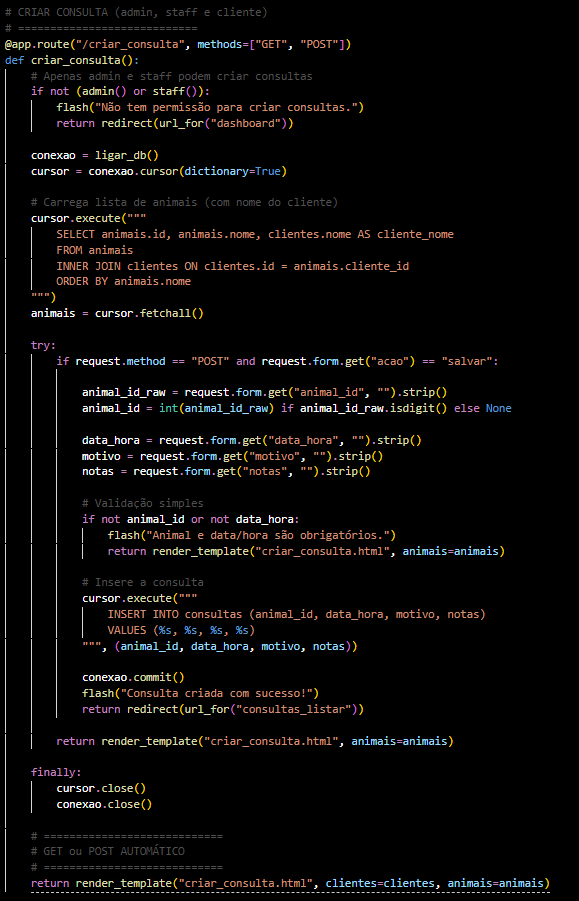 # CRIAR CONSULTA (admin, staff e cliente)
# ============================
@app.route("/criar_consulta", methods=["GET", "POST"])
def criar_consulta():
    # Apenas admin e staff podem criar consultas
    if not (admin() or staff()):
        flash("Não tem permissão para criar consultas.")
        return redirect(url_for("dashboard"))

    conexao = ligar_db()
    cursor = conexao.cursor(dictionary=True)

    # Carrega lista de animais (com nome do cliente)
    cursor.execute("""
        SELECT animais.id, animais.nome, clientes.nome AS cliente_nome
        FROM animais
        INNER JOIN clientes ON clientes.id = animais.cliente_id
        ORDER BY animais.nome
    """)
    animais = cursor.fetchall()

    try:
        if request.method == "POST" and request.form.get("acao") == "salvar":

            animal_id_raw = request.form.get("animal_id", "").strip()
            animal_id = int(animal_id_raw) if animal_id_raw.isdigit() else None

            data_hora = request.form.get("data_hora", "").strip()
            motivo = request.form.get("motivo", "").strip()
            notas = request.form.get("notas", "").strip()

            # Validação simples
            if not animal_id or not data_hora:
                flash("Animal e data/hora são obrigatórios.")
                return render_template("criar_consulta.html", animais=animais)

            # Insere a consulta
            cursor.execute("""
                INSERT INTO consultas (animal_id, data_hora, motivo, notas)
                VALUES (%s, %s, %s, %s)
            """, (animal_id, data_hora, motivo, notas))

            conexao.commit()
            flash("Consulta criada com sucesso!")
            return redirect(url_for("consultas_listar"))

        return render_template("criar_consulta.html", animais=animais)

    finally:
        cursor.close()
        conexao.close()

    # ============================
    # GET ou POST AUTOMÁTICO
    # ============================
    return render_template("criar_consulta.html", clientes=clientes, animais=animais)